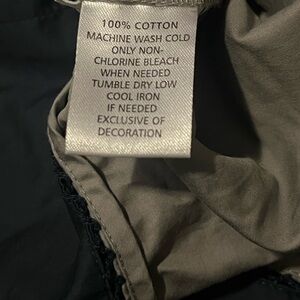 100% COTTON
MACHINE WASH COLD
ONLY NON-
CHLORINE BLEACH
WHEN NEEDED
TUMBLE DRY LOW
COOL IRON
IF NEEDED
EXCLUSIVE OF
DECORATION